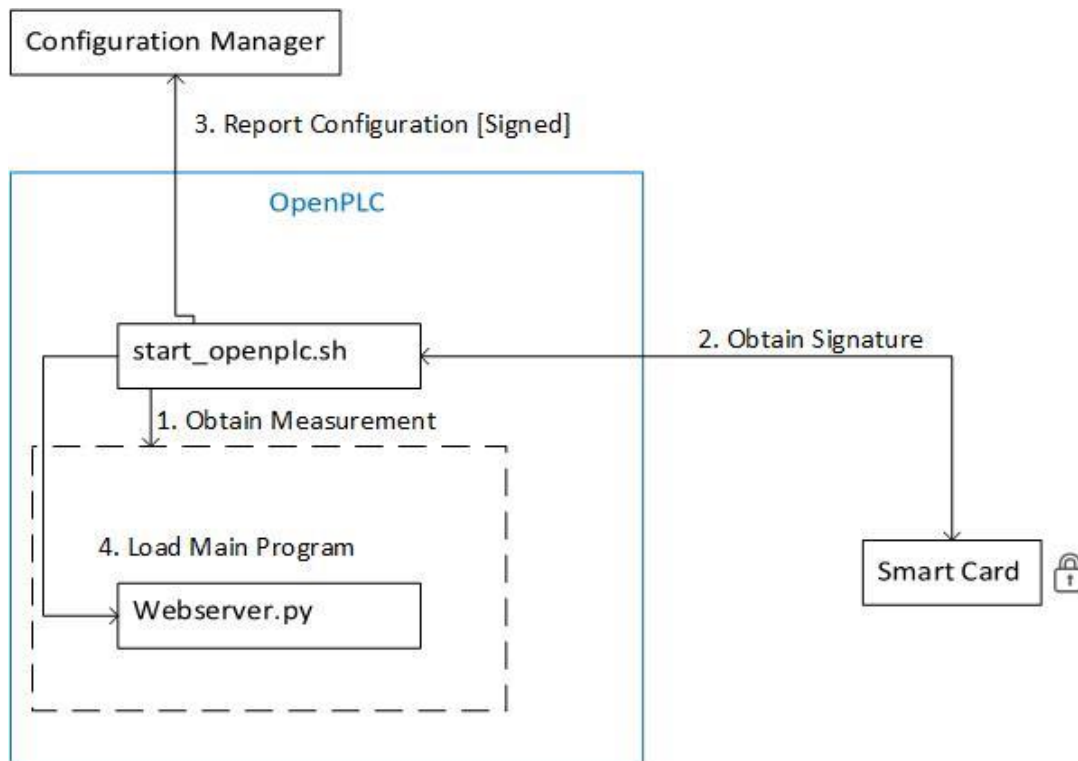 Configuration Manager
3. Report Configuration [Signed]
OpenPLC
start_openplc.sh
2. Obtain Signature
1. Obtain Measurement
4. Load Main Program
Smart Card
Webserver.py